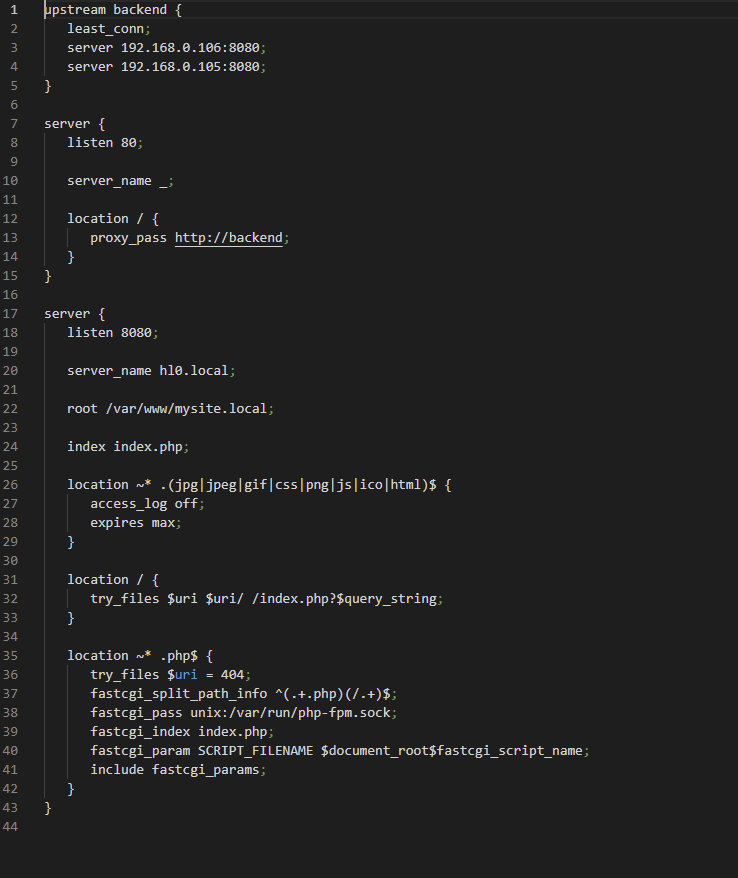 1 upstream backend {
2    least_conn;
3    server 192.168.0.106:8080;
4    server 192.168.0.105:8080;
5 }
6
7 server {
8    listen 80;
9
10    server_name _;
11
12    location / {
13       proxy_pass http://backend;
14    }
15 }
16
17 server {
18    listen 8080;
19
20    server_name hl0.local;
21
22    root /var/www/mysite.local;
23
24    index index.php;
25
26    location ~* .(jpg|jpeg|gif|css|png|js|ico|html)$ {
27       access_log off;
28       expires max;
29    }
30
31    location / {
32       try_files $uri $uri/ /index.php?$query_string;
33    }
34
35    location ~* .php$ {
36       try_files $uri = 404;
37       fastcgi_split_path_info ^(.+.php)(/.+)$;
38       fastcgi_pass unix:/var/run/php-fpm.sock;
39       fastcgi_index index.php;
40       fastcgi_param SCRIPT_FILENAME $document_root$fastcgi_script_name;
41       include fastcgi_params;
42    }
43 }
44